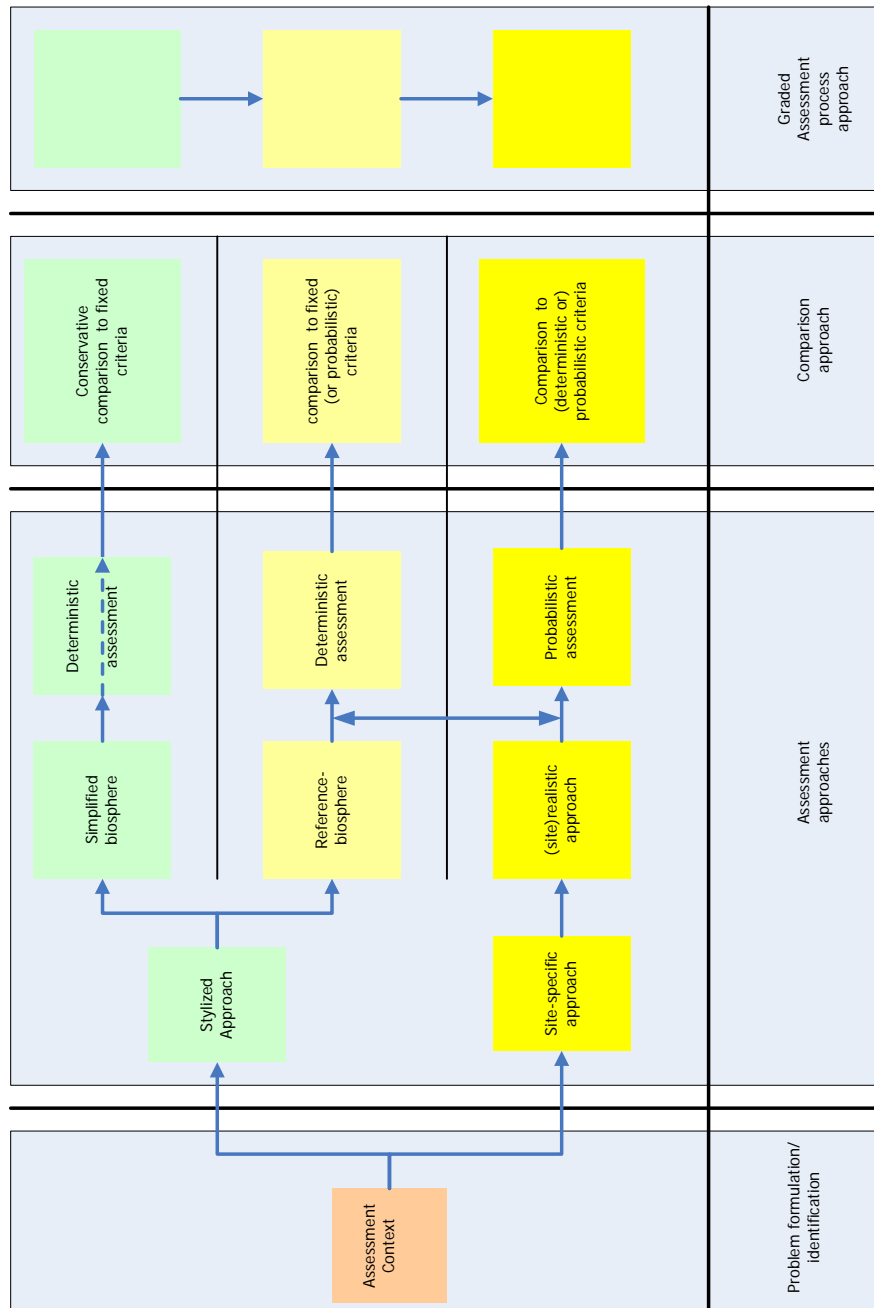 Graded
Assessment
process
approach
Conservative
comparison to fixed
criteria
comparison to fixed
(or probabilistic)
criteria
Comparison to
(deterministic or)
probabilistic criteria
Comparison
approach
Deterministic
assessment
Deterministic
assessment
Probabilistic
assessment
Simplified
biosphere
Reference-
biosphere
(site)realistic
approach
Assessment
approaches
Stylized
Approach
Site-specific
approach
Assessment
Context
Problem formulation/
identification